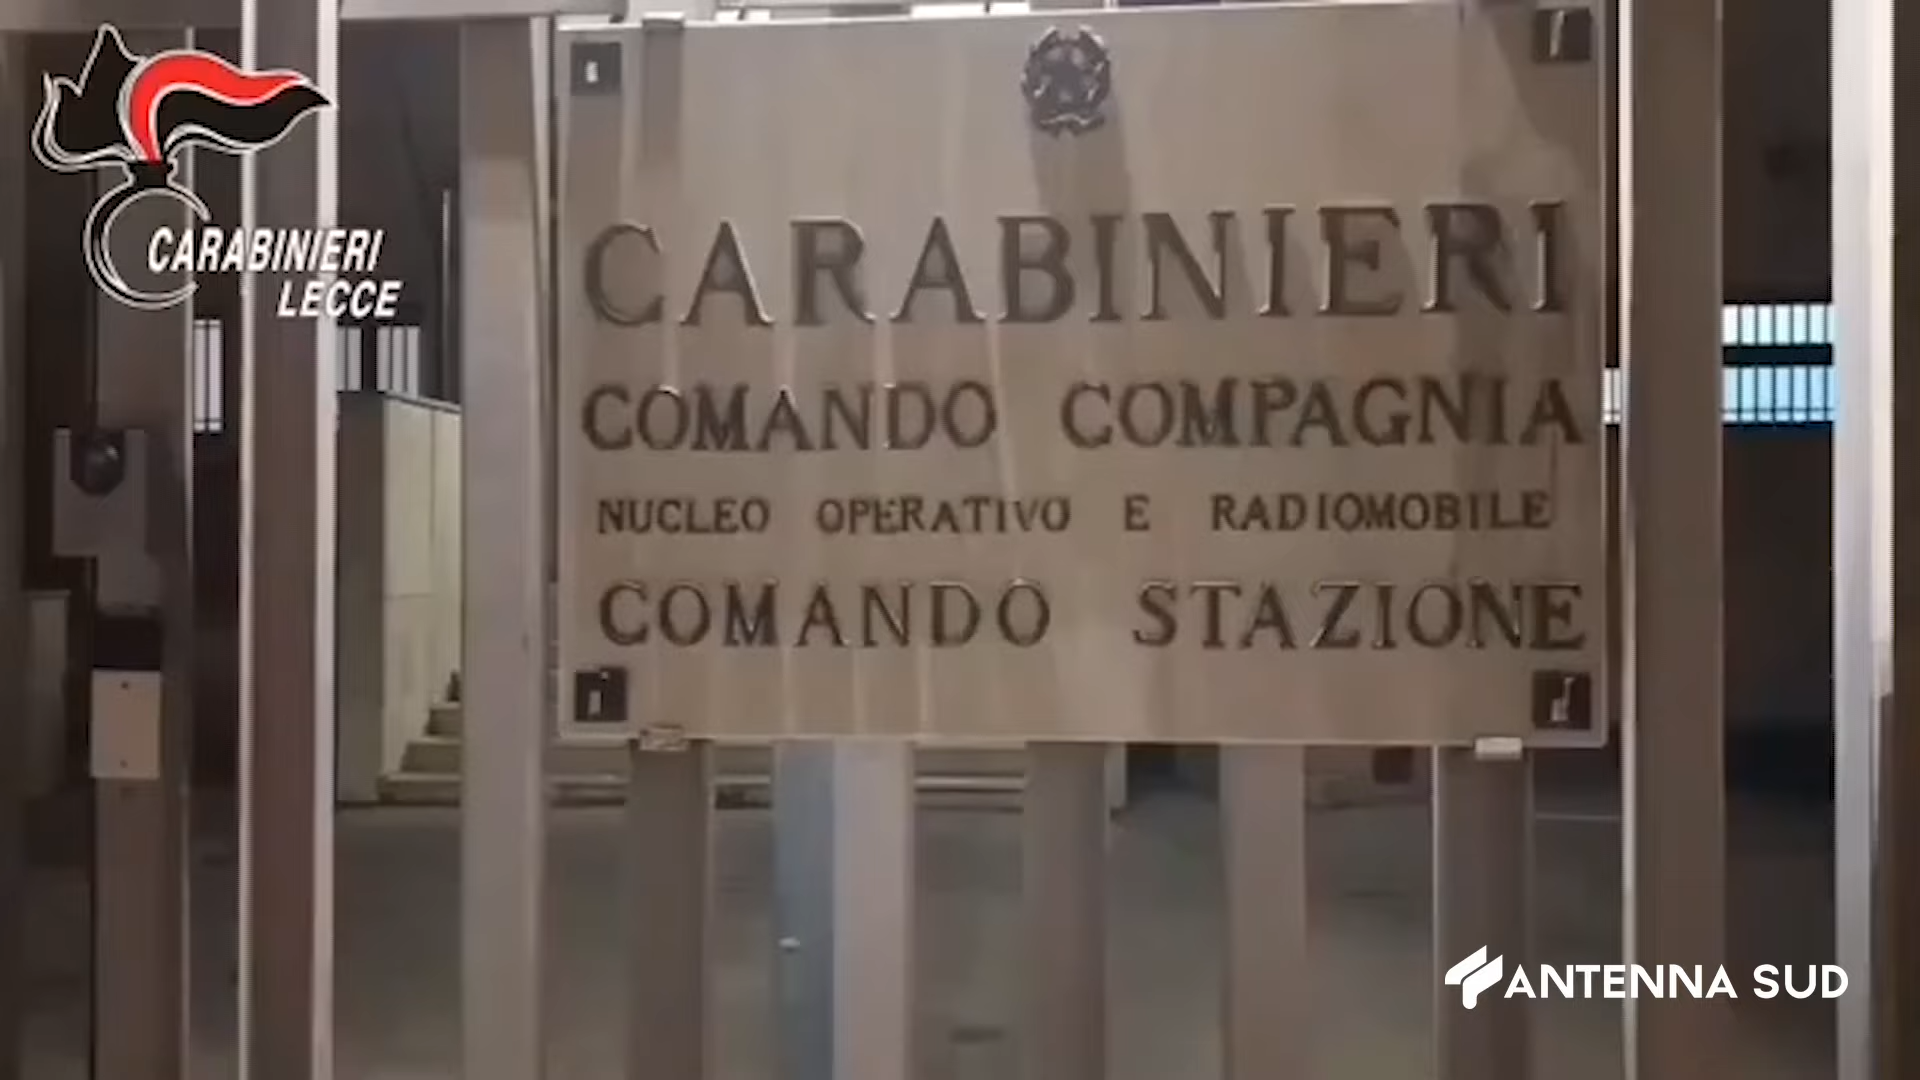 CARABINIERI
LECCE
CARABINIERI
COMANDO COMPAGNIA
NUCLEO OPERATIVO E RADIOMOBILE
COMANDO STAZIONE
ANTENNA SUD